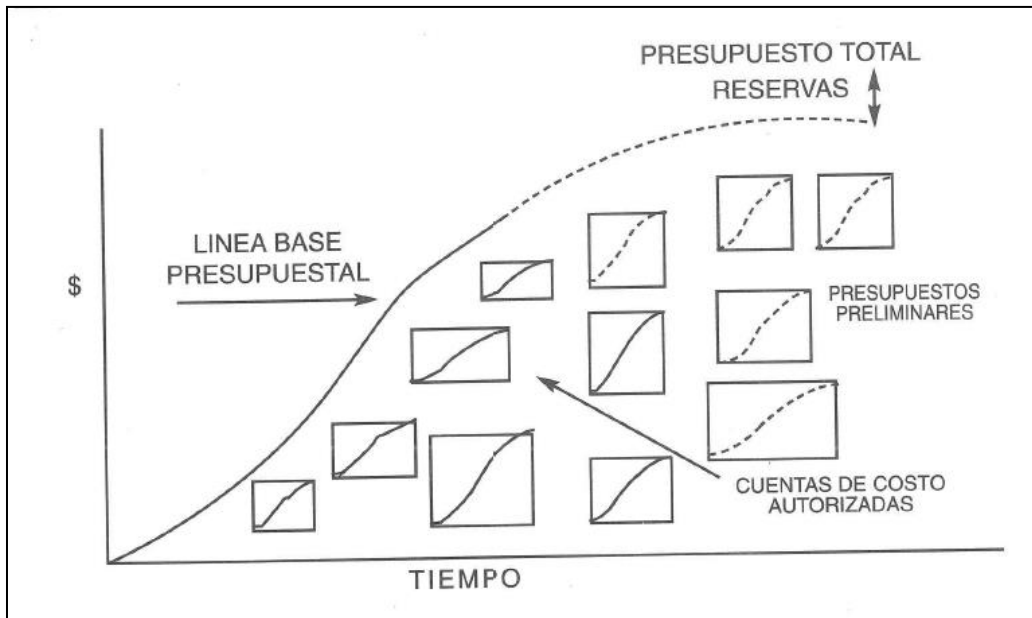 PRESUPUESTO TOTAL
RESERVAS
LINEA BASE
PRESUPUESTAL
$
PRESUPUESTOS
PRELIMINARES
CUENTAS DE COSTO
AUTORIZADAS
TIEMPO